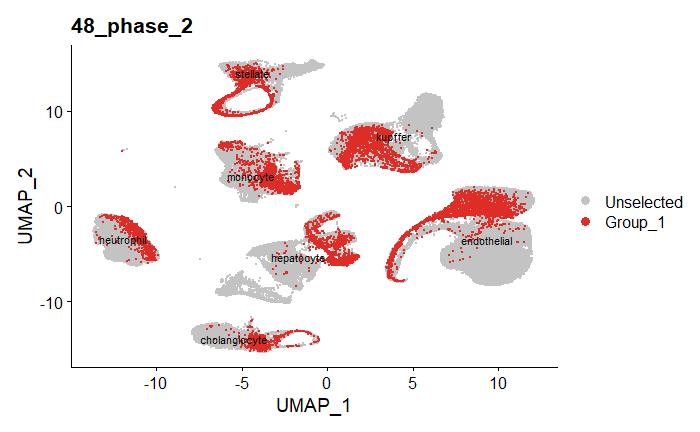 48_phase_2
stellate
kupffer
monocyte
neutrophil
endothelial
hepatocyte
cholangiocyte
10
0
-10
-10
-5
0
5
10
UMAP_1
UMAP_2
Unselected
Group_1